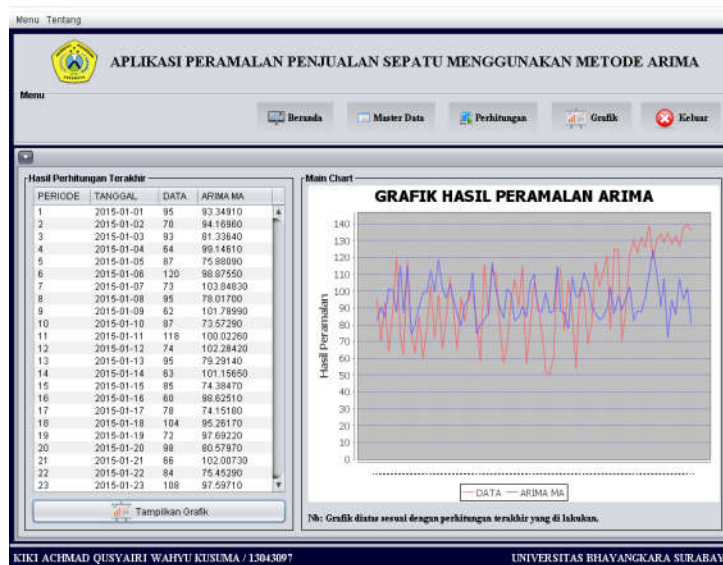 Menu Tentang
APLIKASI PERAMALAN PENJUALAN SEPATU MENGGUNAKAN METODE ARIMA
Menu
Beranda Master Data Perhitungan Grafik Keluar
Hasil Perhitungan Terakhir
PERIODE TANGGAL DATA ARIMA MA
1 2015-01-01 95 93.34910
2 2015-01-02 70 94.16960
3 2015-01-03 93 81.33640
4 2015-01-04 64 99.14610
5 2015-01-05 87 75.88090
6 2015-01-06 120 98.87550
7 2015-01-07 73 103.84830
8 2015-01-08 95 78.01700
9 2015-01-09 62 101.78990
10 2015-01-10 87 73.57290
11 2015-01-11 118 100.02260
12 2015-01-12 74 102.28420
13 2015-01-13 95 79.29140
14 2015-01-14 63 101.15650
15 2015-01-15 85 74.38470
16 2015-01-16 60 98.62510
17 2015-01-17 78 74.15180
18 2015-01-18 104 95.26170
19 2015-01-19 72 97.69220
20 2015-01-20 98 80.57970
21 2015-01-21 66 102.00730
22 2015-01-22 84 75.45290
23 2015-01-23 108 97.59710
Tampilkan Grafik
Main Chart
GRAFIK HASIL PERAMALAN ARIMA
Hasil Peramalan
140
130
120
110
100
90
80
70
60
50
40
30
20
10
0
DATA ARIMA MA
Nb: Grafik diatas sesuai dengan perhitungan terakhir yang di lakukan.
KIKI ACHMAD QUSYAIRI WAHYU KUSUMA / 13043097 UNIVERSITAS BHAYANGKARA SURABAY